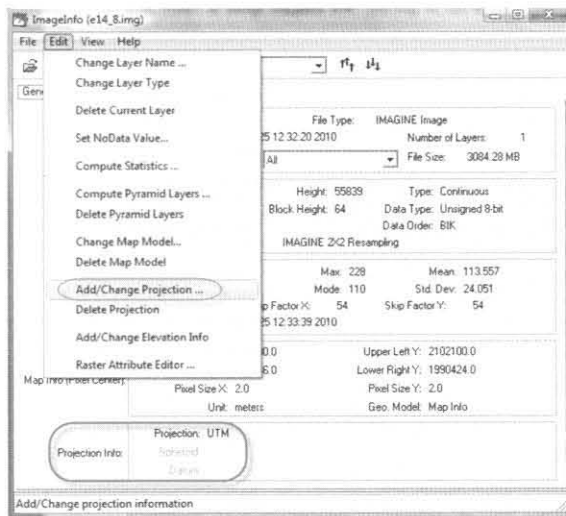 ImageInfo (e14_8.img)
File Edit View Help
Change Layer Name ...
Change Layer Type
Delete Current Layer
Set NoData Value...
Compute Statistics ...
Compute Pyramid Layers ...
Delete Pyramid Layers
Change Map Model...
Delete Map Model
Add/Change Projection ...
Delete Projection
Add/Change Elevation Info
Raster Attribute Editor ...
Gene
File Type: IMAGINE Image
25 12:32:20 2010 Number of Layers: 1
All File Size: 3084.28 MB
Height: 55839 Type: Continuous
Block Height: 64 Data Type: Unsigned 8-bit
Data Order: BIK
IMAGINE 2X2 Resampling
Max: 228 Mean: 113.557
Mode: 110 Std. Dev: 24.051
p Factor X: 54 Skip Factor Y: 54
25 12:33:39 2010
0.0 Upper Left Y: 2102100.0
6.0 Lower Right Y: 1990424.0
Map Info (Pixel Center): Pixel Size X: 2.0 Pixel Size Y: 2.0
Unit: meters Geo. Model: Map Info
Projection: UTM
Projection Info: Spheroid
Datum
Add/Change projection information